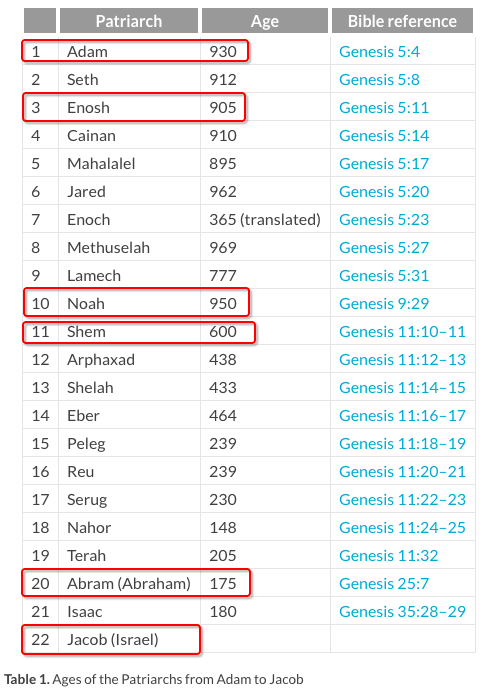 Patriarch Age Bible reference
1 Adam 930 Genesis 5:4
2 Seth 912 Genesis 5:8
3 Enosh 905 Genesis 5:11
4 Cainan 910 Genesis 5:14
5 Mahalalel 895 Genesis 5:17
6 Jared 962 Genesis 5:20
7 Enoch 365 (translated) Genesis 5:23
8 Methuselah 969 Genesis 5:27
9 Lamech 777 Genesis 5:31
10 Noah 950 Genesis 9:29
11 Shem 600 Genesis 11:10–11
12 Arphaxad 438 Genesis 11:12–13
13 Shelah 433 Genesis 11:14–15
14 Eber 464 Genesis 11:16–17
15 Peleg 239 Genesis 11:18–19
16 Reu 239 Genesis 11:20–21
17 Serug 230 Genesis 11:22–23
18 Nahor 148 Genesis 11:24–25
19 Terah 205 Genesis 11:32
20 Abram (Abraham) 175 Genesis 25:7
21 Isaac 180 Genesis 35:28–29
22 Jacob (Israel)
Table 1. Ages of the Patriarchs from Adam to Jacob